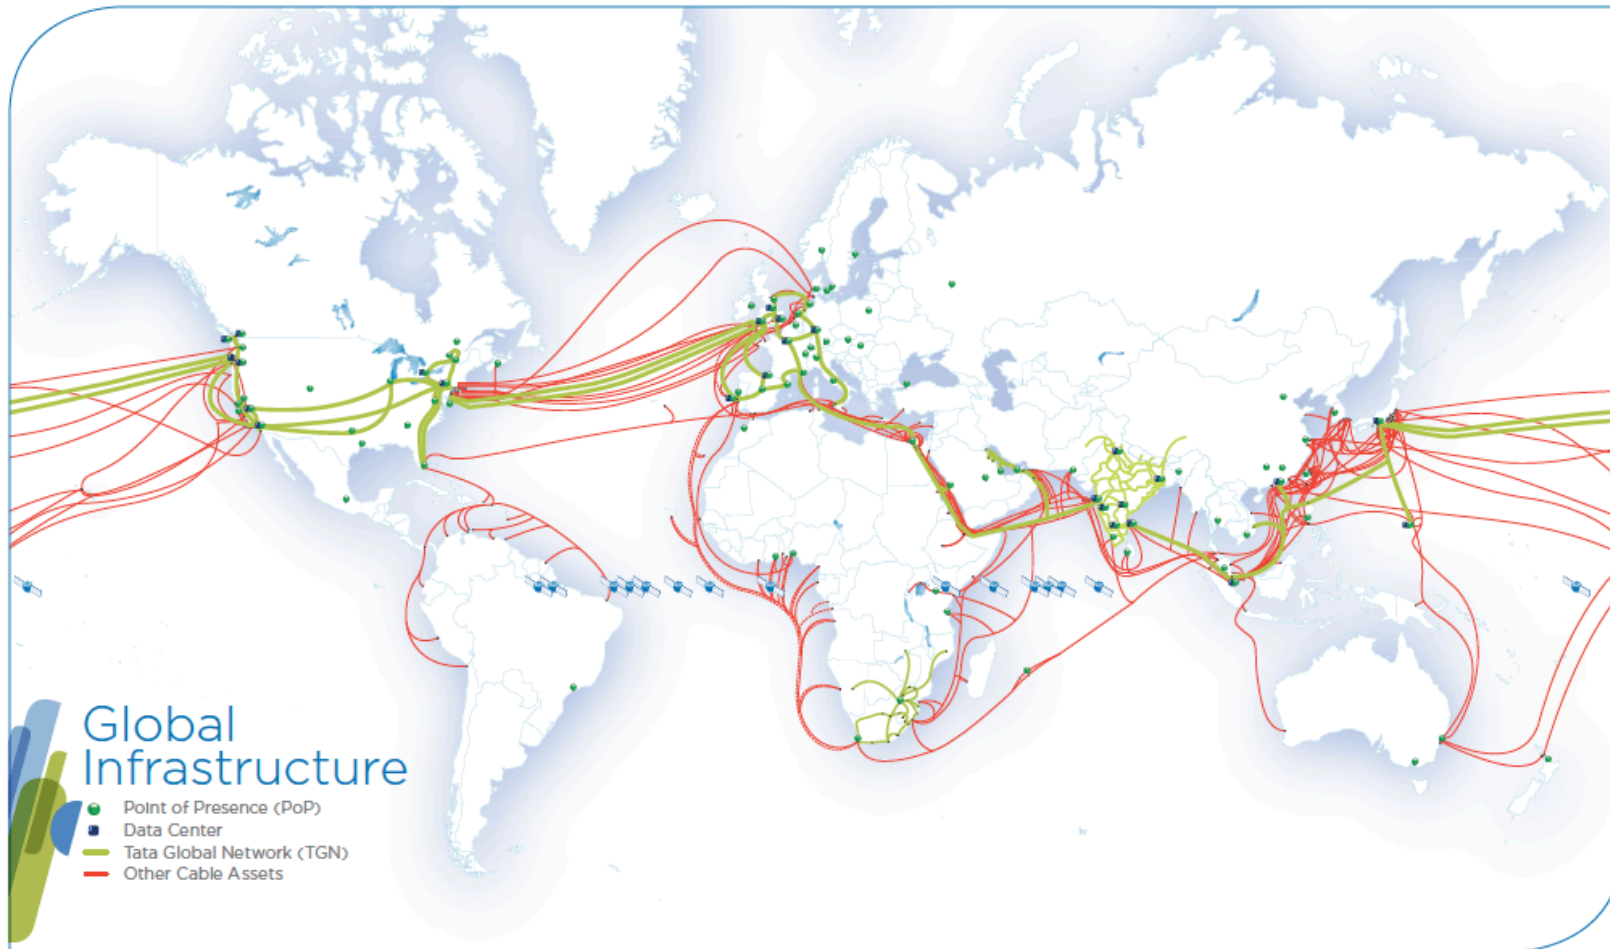 Global
Infrastructure
Point of Presence (PoP)
Data Center
Tata Global Network (TGN)
Other Cable Assets